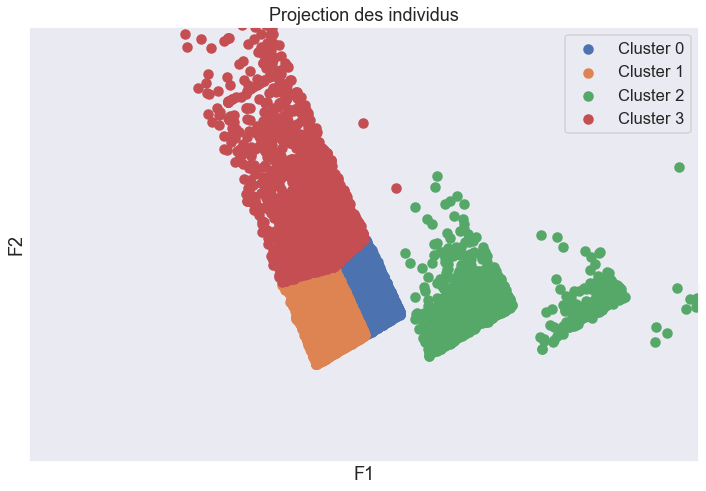 Projection des individus
Cluster 0
Cluster 1
Cluster 2
Cluster 3
F2
F1